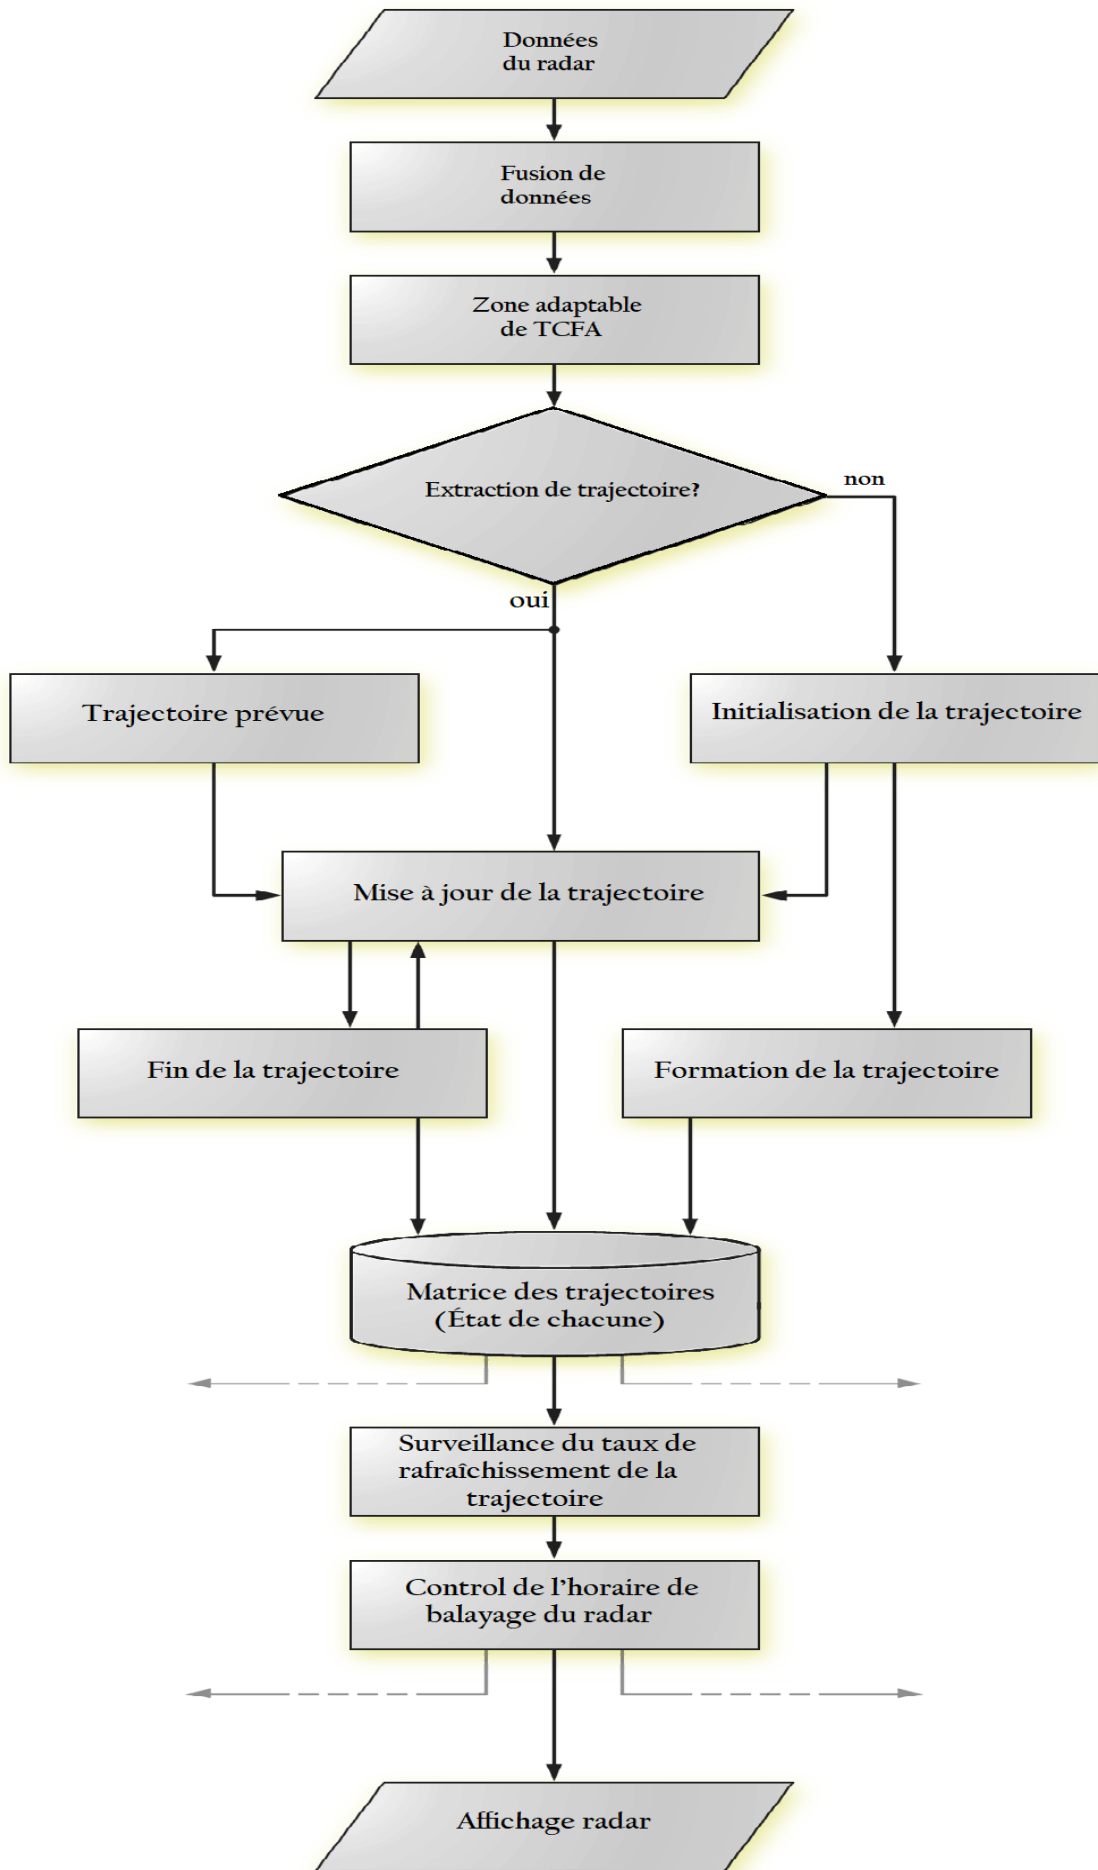 Données
du radar
Fusion de
données
Zone adaptable
de TCFA
Extraction de trajectoire?
non
oui
Trajectoire prévue
Initialisation de la trajectoire
Mise à jour de la trajectoire
Fin de la trajectoire
Formation de la trajectoire
Matrice des trajectoires
(État de chacune)
Surveillance du taux de
rafraîchissement de la
trajectoire
Control de l'horaire de
balayage du radar
Affichage radar